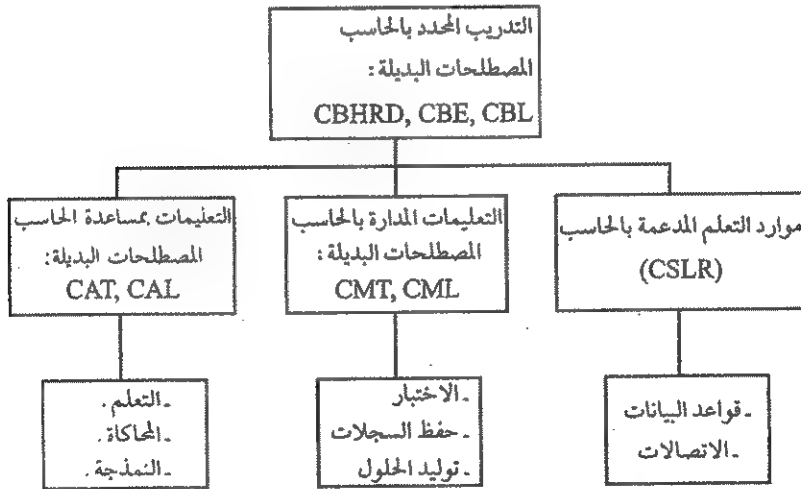 التدريب المحدد بالحاسب
المصطلحات البديلة:
CBHRD, CBE, CBL
موارد التعلم المدعمة بالحاسب
(CSLR)
التعليمات المدارة بالحاسب
المصطلحات البديلة:
CMT, CML
التعليمات بمساعدة الحاسب
المصطلحات البديلة:
CAT, CAL
ـ قواعد البيانات
ـ الاتصالات
ـ الاختبار
ـ حفظ السجلات
ـ توليد الحلول
ـ التعلم.
ـ المحاكاة.
ـ النمذجة.